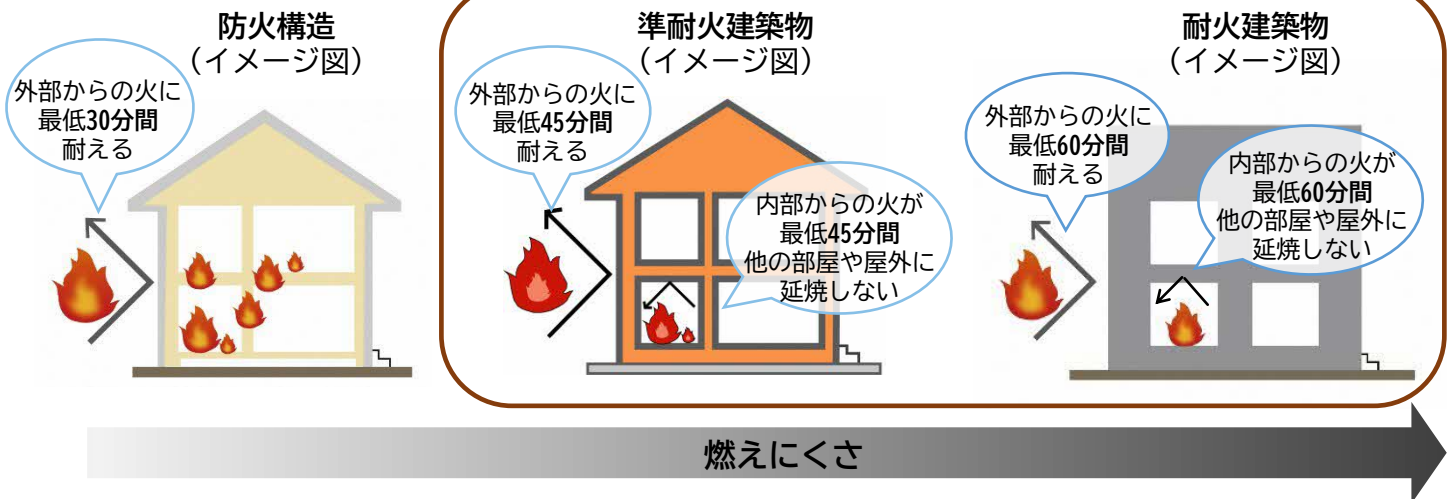 防火構造
（イメージ図）
外部からの火に
最低30分間
耐える
準耐火建築物
（イメージ図）
外部からの火に
最低45分間
耐える
内部からの火が
最低45分間
他の部屋や屋外に
延焼しない
耐火建築物
（イメージ図）
外部からの火に
最低60分間
耐える
内部からの火が
最低60分間
他の部屋や屋外に
延焼しない
燃えにくさ